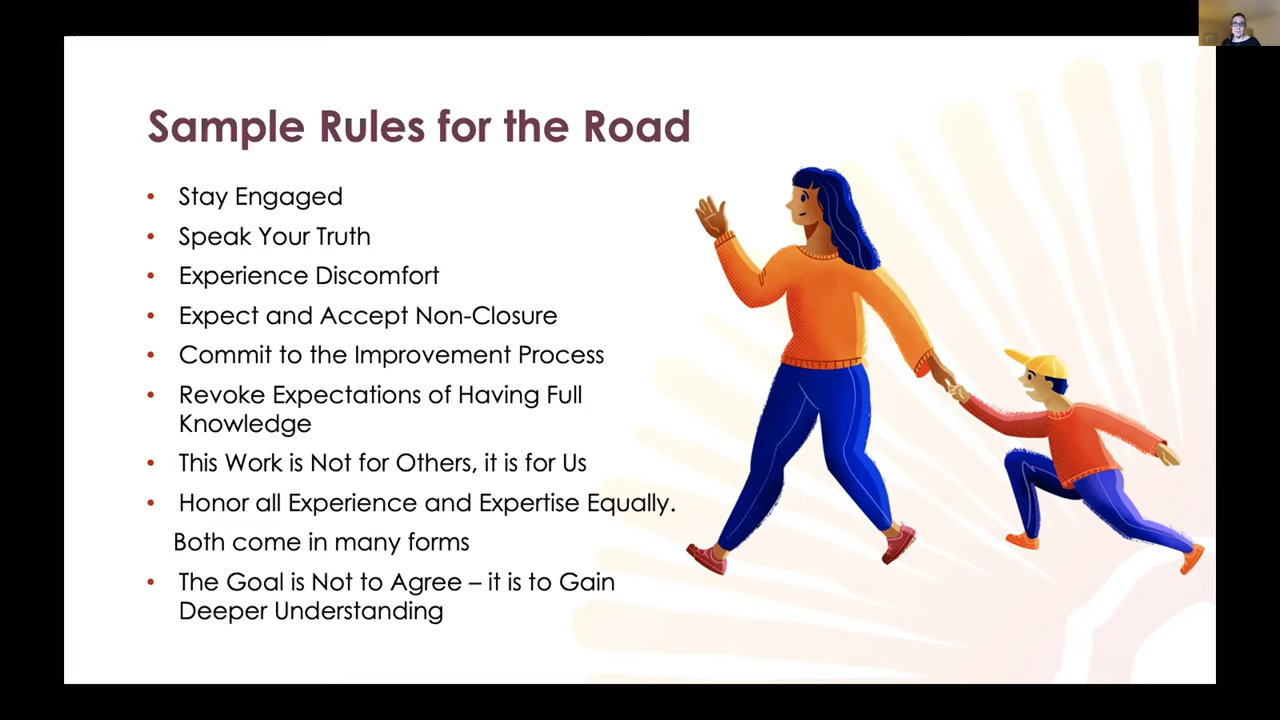 Sample Rules for the Road
• Stay Engaged
• Speak Your Truth
• Experience Discomfort
• Expect and Accept Non-Closure
• Commit to the Improvement Process
• Revoke Expectations of Having Full
Knowledge
• This Work is Not for Others, it is for Us
• Honor all Experience and Expertise Equally.
Both come in many forms
• The Goal is Not to Agree – it is to Gain
Deeper Understanding